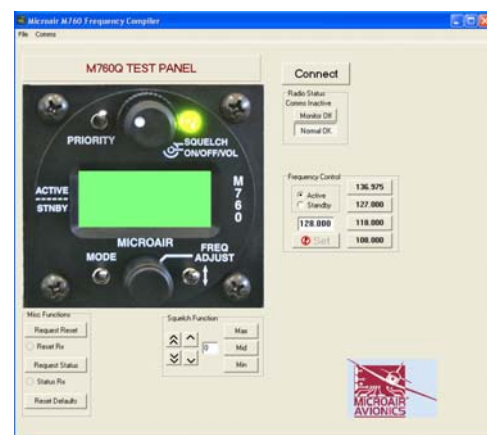 Microair M760 Frequency Compiler
File Comms
M760Q TEST PANEL
Connect
Radio Status
Comms Inactive
Monitor Off
Normal OK
PRIORITY
SQUELCH
ON/OFF/VOL
ACTIVE
STNBY
M
7
6
0
MICROAIR
MODE
FREQ
ADJUST
Frequency Control
Active
Standby
128.000
Set
136.975
127.000
118.000
108.000
Misc Functions
Request Reset
Reset Rx
Request Status
Status Rx
Reset Defaults
Squelch Function
0
Max
Mid
Min
MICROAIR
AVIONICS